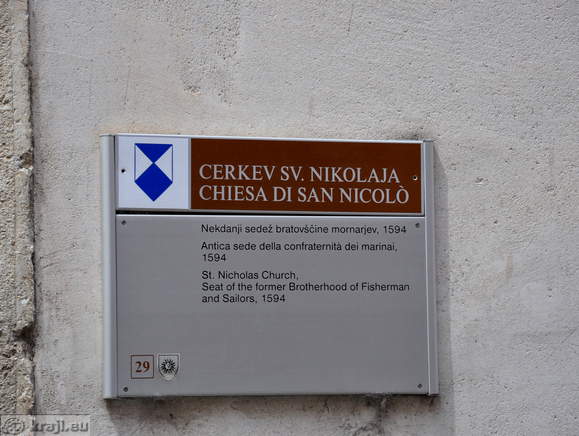 CERKEV SV. NIKOLAJA
CHIESA DI SAN NICOLÒ
Nekdanji sedež bratovščine mornarjev, 1594
Antica sede della confraternità dei marinai,
1594
St. Nicholas Church,
Seat of the former Brotherhood of Fisherman
and Sailors, 1594
29
© kraji.eu